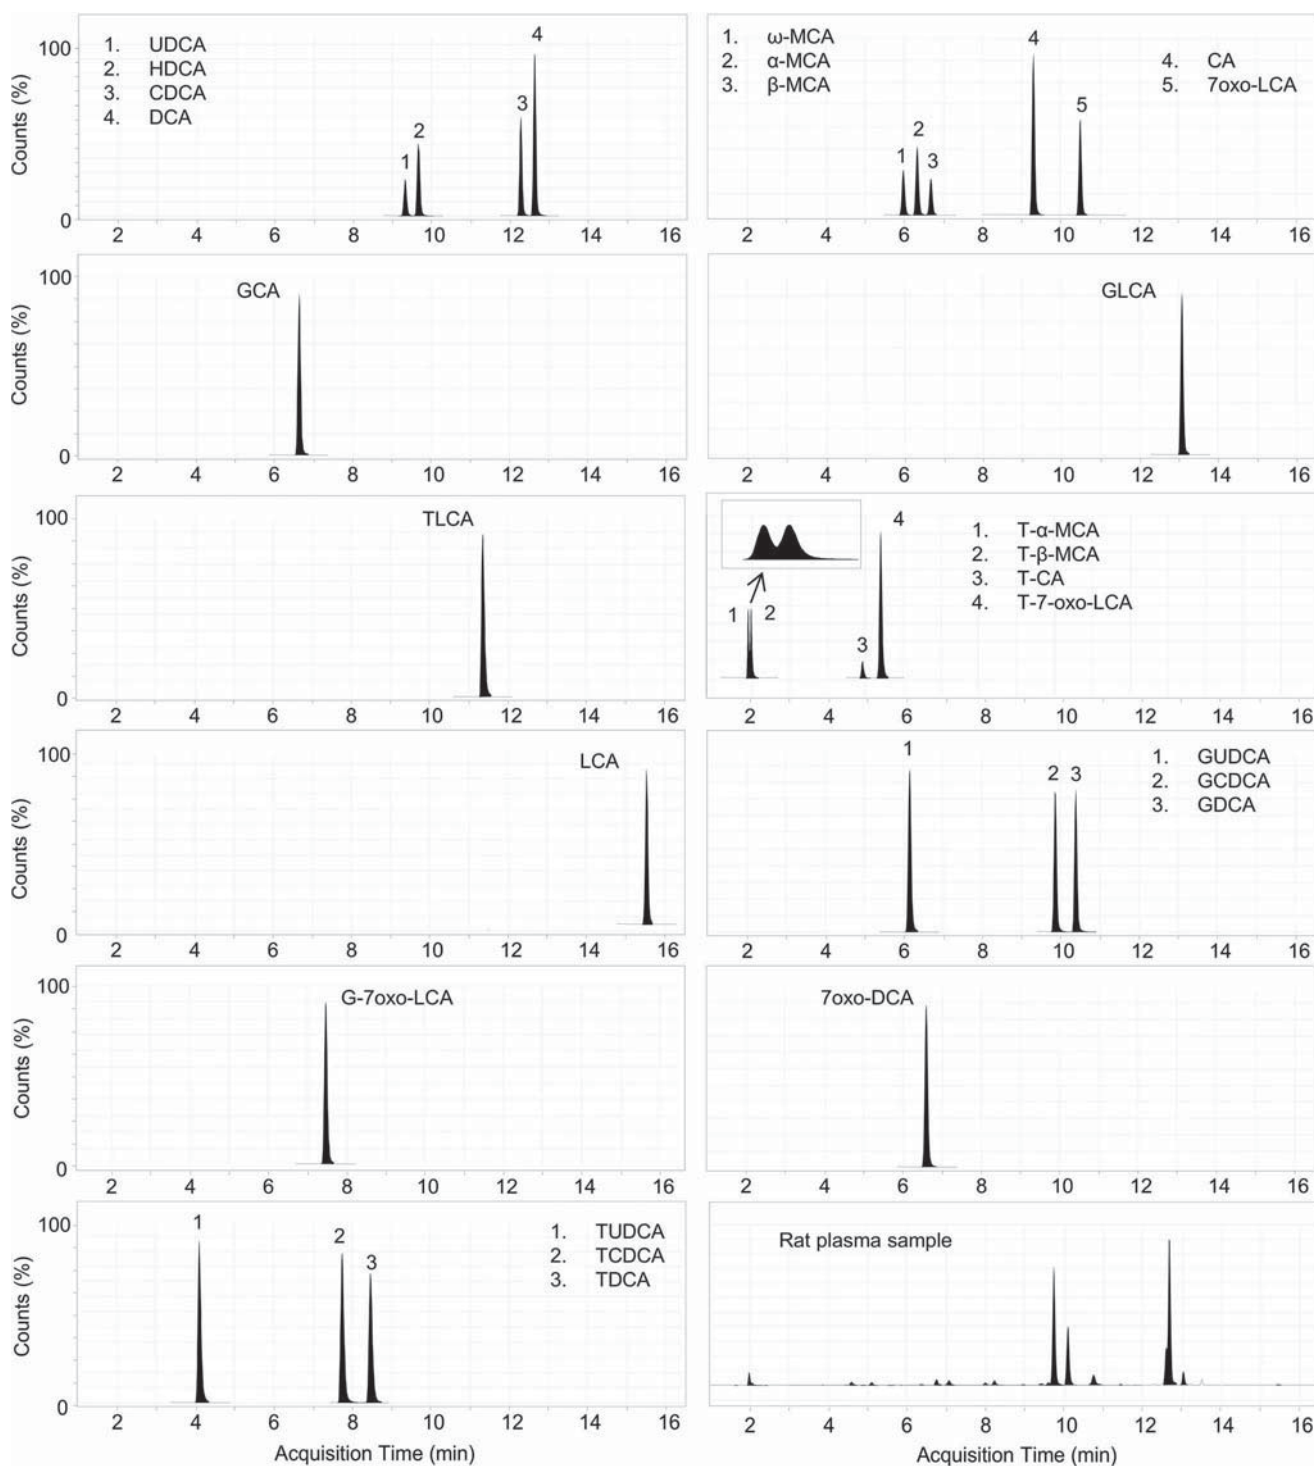 100
Counts (%)
0
1. UDCA
2. HDCA
3. CDCA
4. DCA
1
2
3
4
2 4 6 8 10 12 14 16
1. ω-MCA
2. α-MCA
3. β-MCA
4. CA
5. 7oxo-LCA
1
2
3
4
5
2 4 6 8 10 12 14 16
100
Counts (%)
0
GCA
2 4 6 8 10 12 14 16
GLCA
2 4 6 8 10 12 14 16
100
Counts (%)
0
TLCA
2 4 6 8 10 12 14 16
1. T-α-MCA
2. T-β-MCA
3. T-CA
4. T-7-oxo-LCA
1
2
3
4
2 4 6 8 10 12 14 16
100
Counts (%)
0
LCA
2 4 6 8 10 12 14 16
1. GUDCA
2. GCDCA
3. GDCA
1
2
3
2 4 6 8 10 12 14 16
100
Counts (%)
0
G-7oxo-LCA
2 4 6 8 10 12 14 16
7oxo-DCA
2 4 6 8 10 12 14 16
100
Counts (%)
0
1
2
3
1. TUDCA
2. TCDCA
3. TDCA
2 4 6 8 10 12 14 16
Acquisition Time (min)
Rat plasma sample
2 4 6 8 10 12 14 16
Acquisition Time (min)